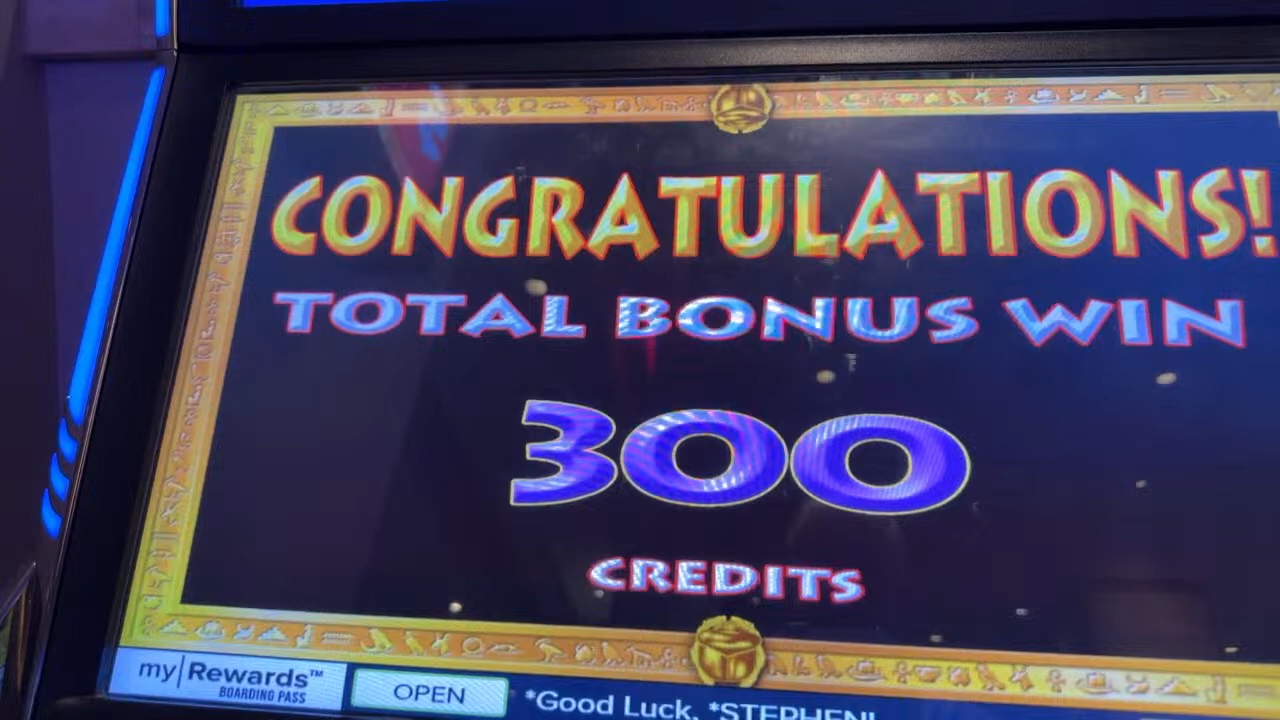 CONGRATULATIONS!
TOTAL BONUS WIN
300
CREDITS
my|Rewards™
BOARDING PASS
OPEN
*Good Luck, *STEPHEN!